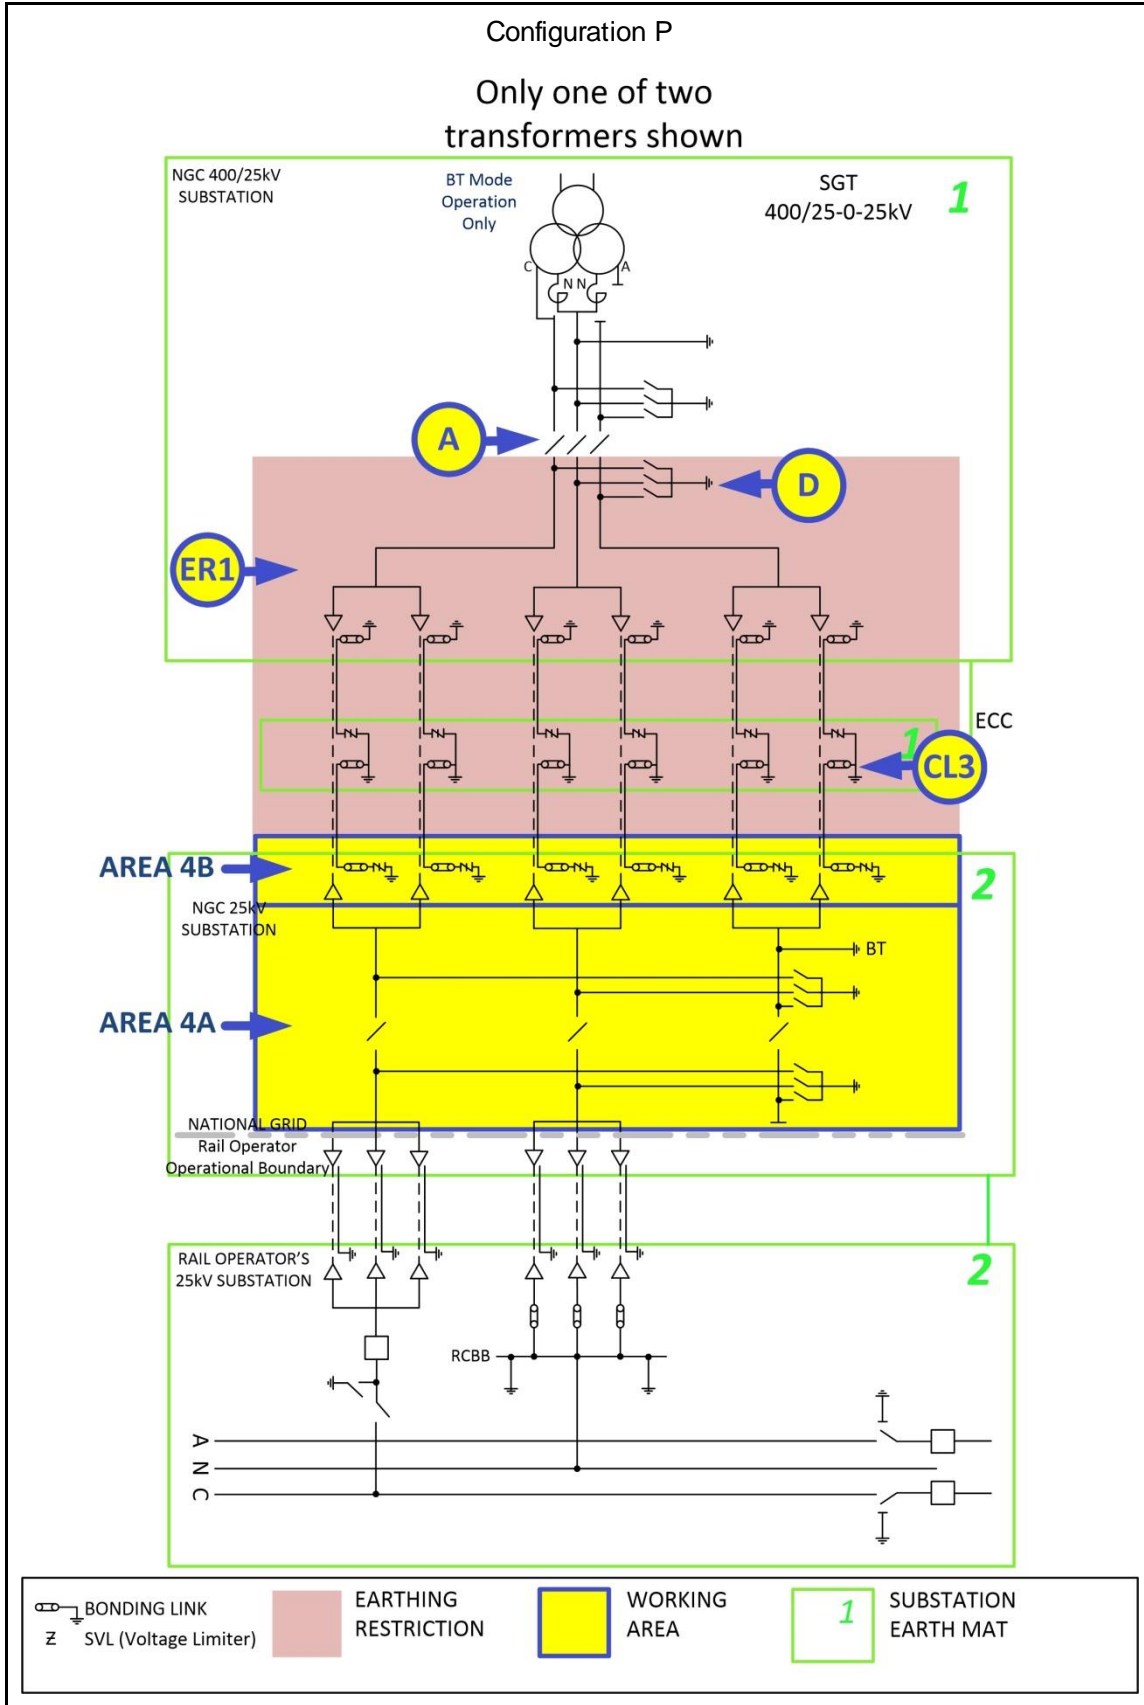 Configuration P
Only one of two
transformers shown
NGC 400/25kV
SUBSTATION
BT Mode
Operation
Only
SGT
400/25-0-25kV
1
C
N N
A
A
D
ER1
ECC
1
CL3
AREA 4B
2
NGC 25kV
SUBSTATION
BT
AREA 4A
NATIONAL GRID
Rail Operator
Operational Boundary
RAIL OPERATOR'S
25kV SUBSTATION
2
RCBB
A
N
C
BONDING LINK
SVL (Voltage Limiter)
EARTHING
RESTRICTION
WORKING
AREA
1
SUBSTATION
EARTH MAT